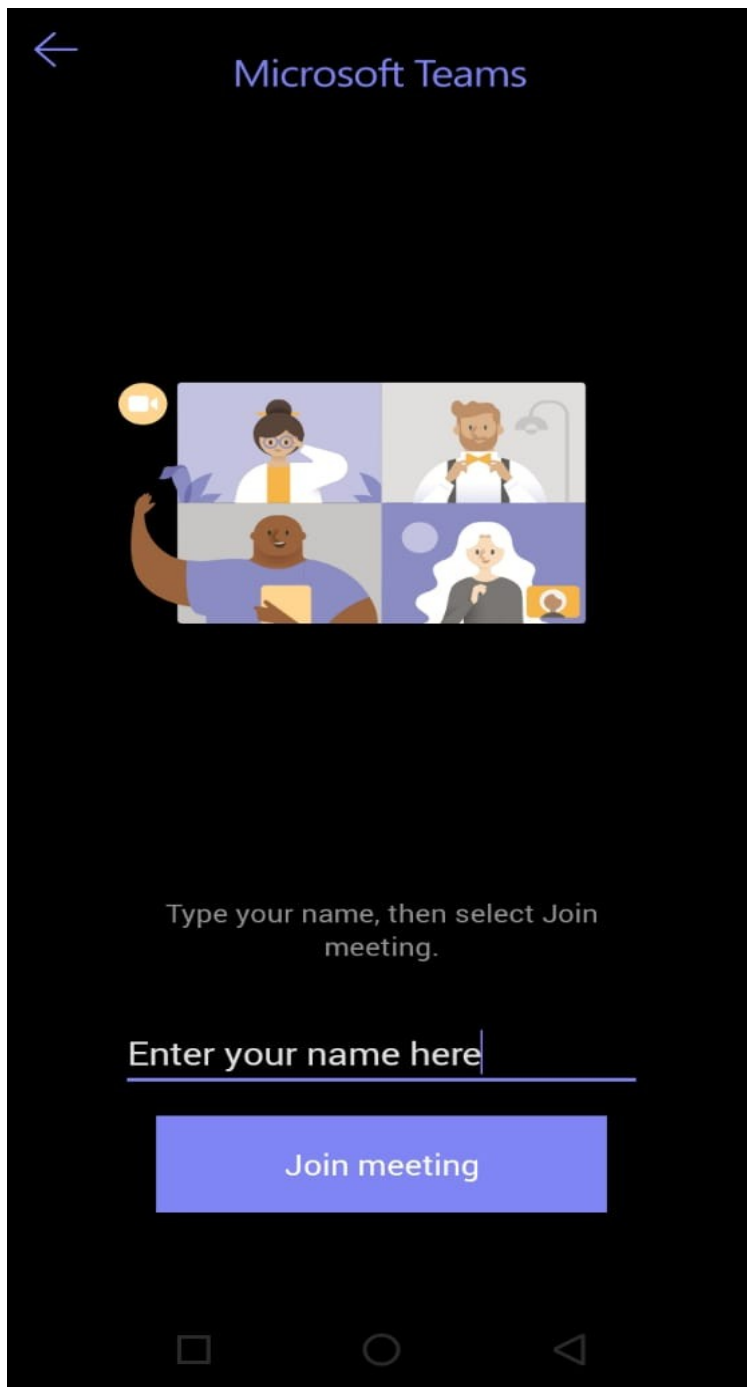 Microsoft Teams
Type your name, then select Join
meeting.
Enter your name here
Join meeting